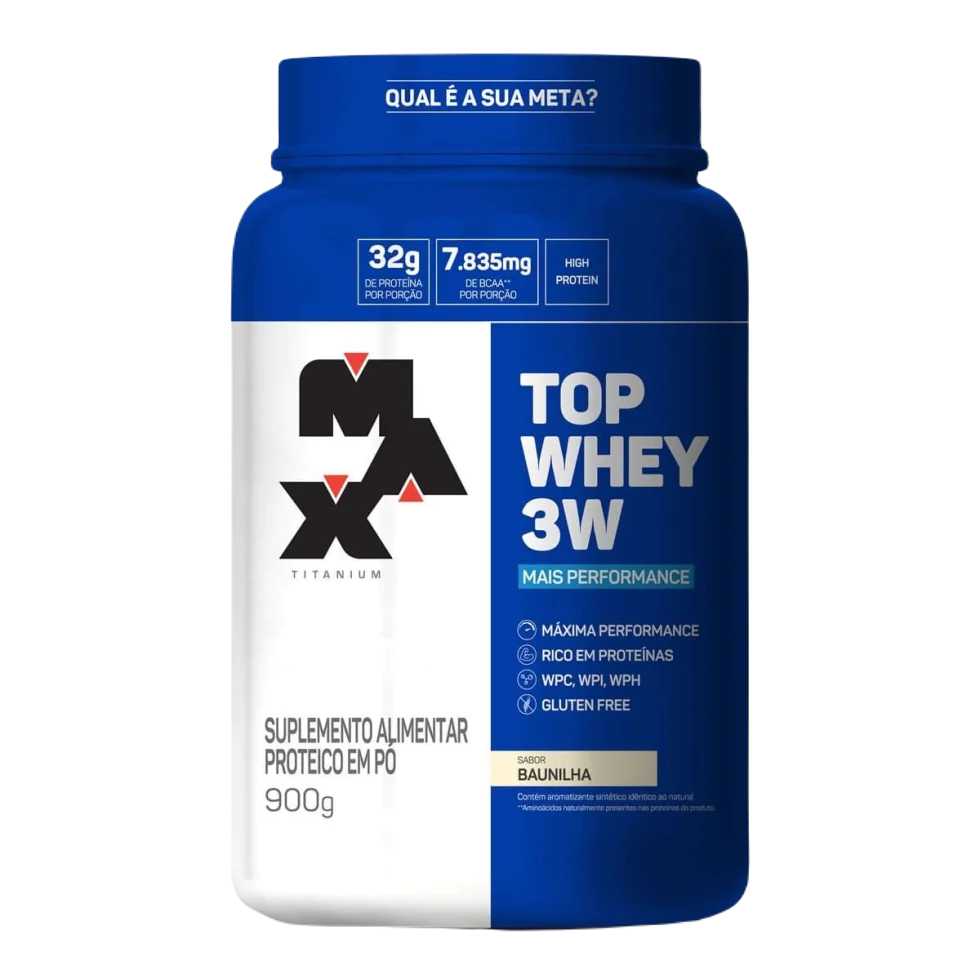 QUAL É A SUA META?
32g
DE PROTEÍNA
POR PORÇÃO
7.835mg
DE BCAA**
POR PORÇÃO
HIGH
PROTEIN
MAX
TITANIUM
TOP
WHEY
3W
MAIS PERFORMANCE
MÁXIMA PERFORMANCE
RICO EM PROTEÍNAS
WPC, WPI, WPH
GLUTEN FREE
SUPLEMENTO ALIMENTAR
PROTEICO EM PÓ
900g
SABOR
BAUNILHA
Contém aromatizante sintético idêntico ao natural
**Aminoácidos naturalmente presentes nas proteínas do produto.